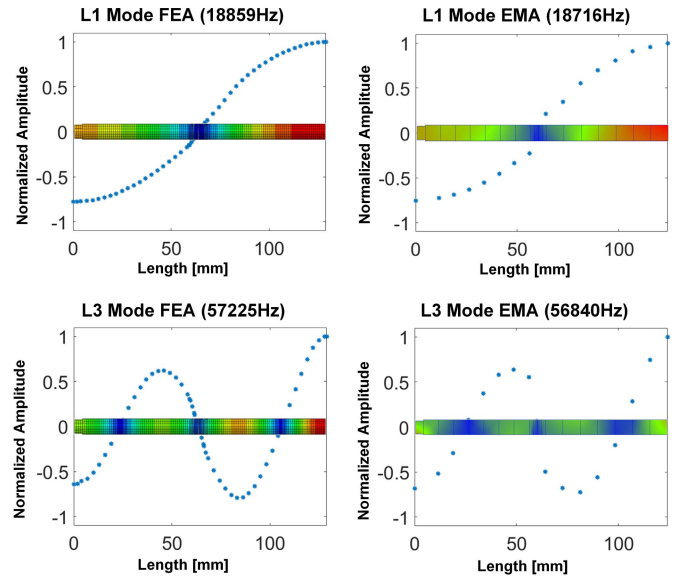 L1 Mode FEA (18859Hz)
L1 Mode EMA (18716Hz)
Normalized Amplitude
1
0.5
0
-0.5
-1
0
50
100
Length [mm]
Normalized Amplitude
1
0.5
0
-0.5
-1
0
50
100
Length [mm]
L3 Mode FEA (57225Hz)
L3 Mode EMA (56840Hz)
Normalized Amplitude
1
0.5
0
-0.5
-1
0
50
100
Length [mm]
Normalized Amplitude
1
0.5
0
-0.5
-1
0
50
100
Length [mm]